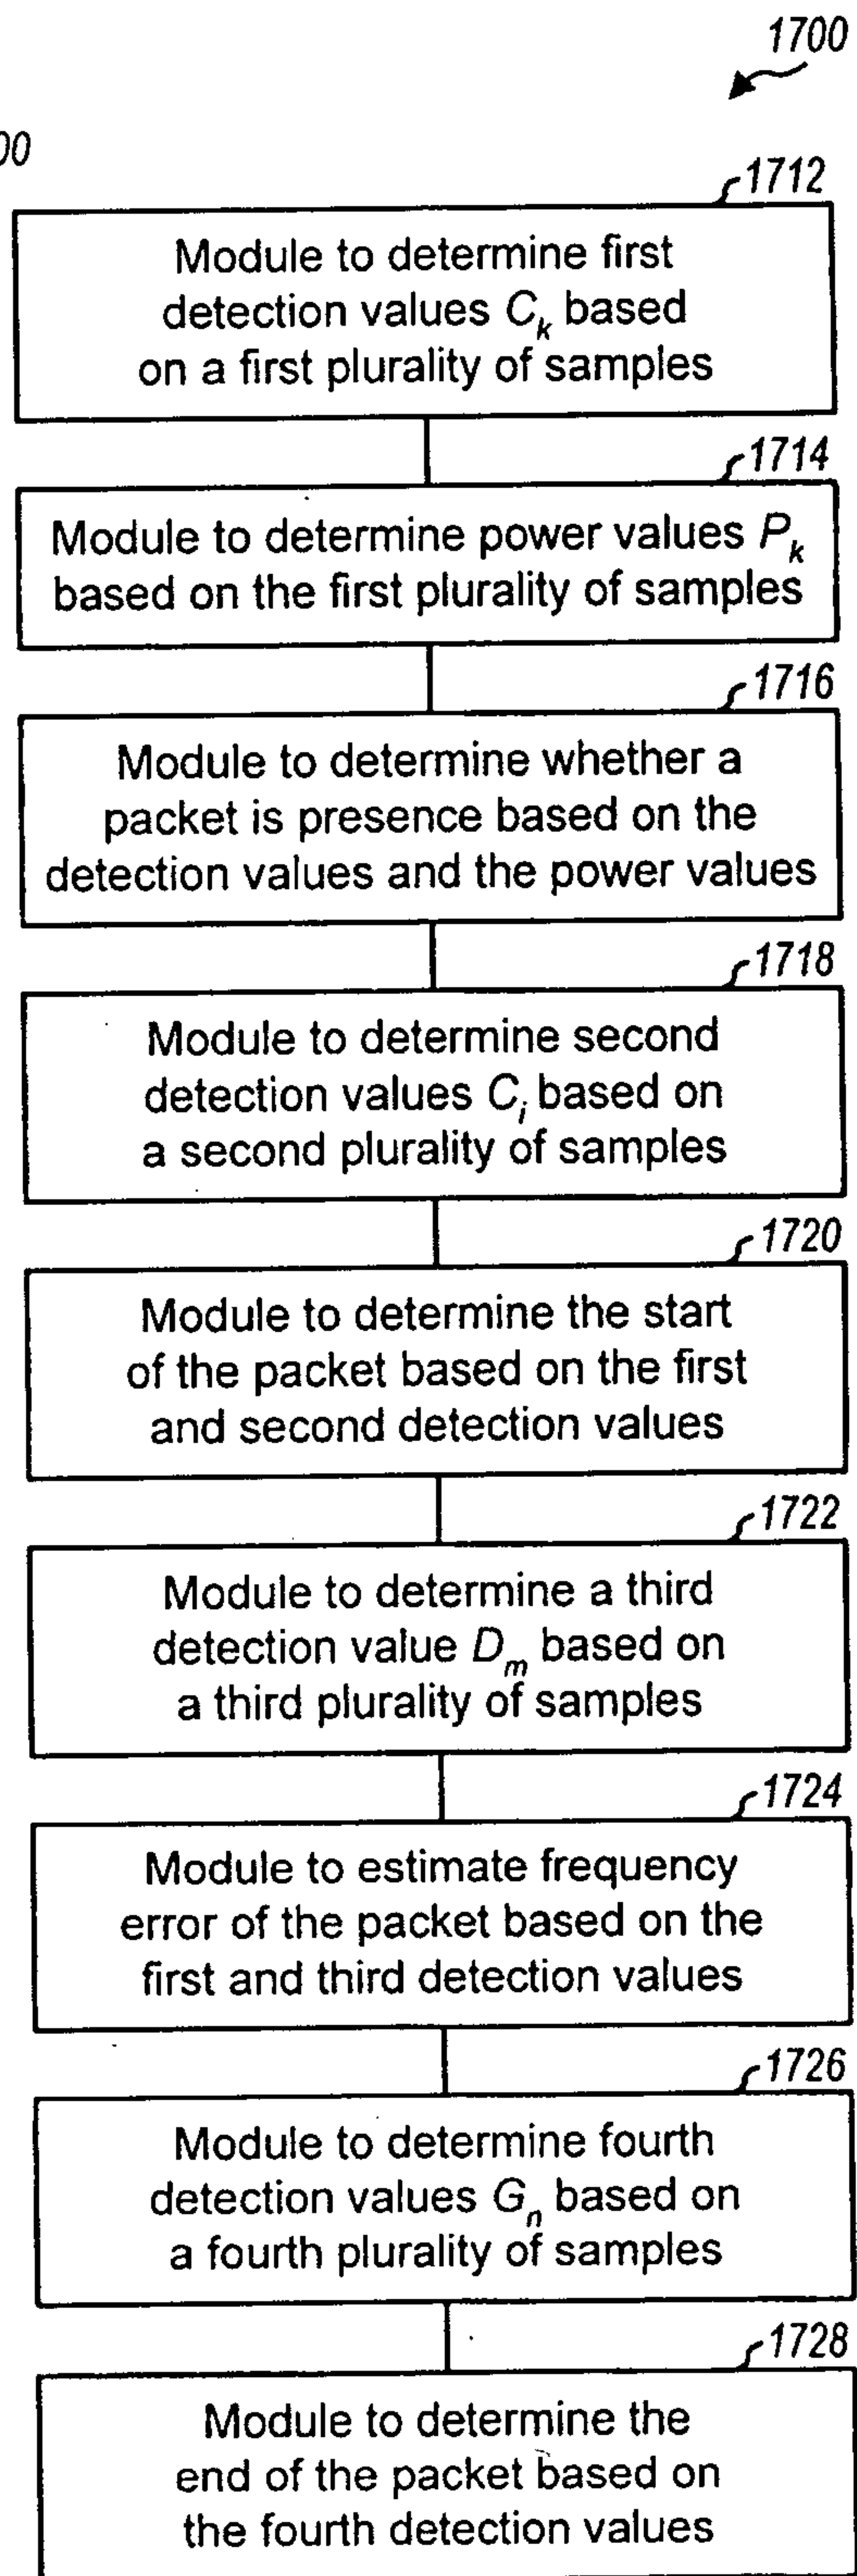 1700
00
1712
Module to determine first
detection values Ck based
on a first plurality of samples
1714
Module to determine power values Pk
based on the first plurality of samples
1716
Module to determine whether a
packet is presence based on the
detection values and the power values
1718
Module to determine second
detection values Ci based on
a second plurality of samples
1720
Module to determine the start
of the packet based on the first
and second detection values
1722
Module to determine a third
detection value Dm based on
a third plurality of samples
1724
Module to estimate frequency
error of the packet based on the
first and third detection values
1726
Module to determine fourth
detection values Gn based on
a fourth plurality of samples
1728
Module to determine the
end of the packet based on
the fourth detection values